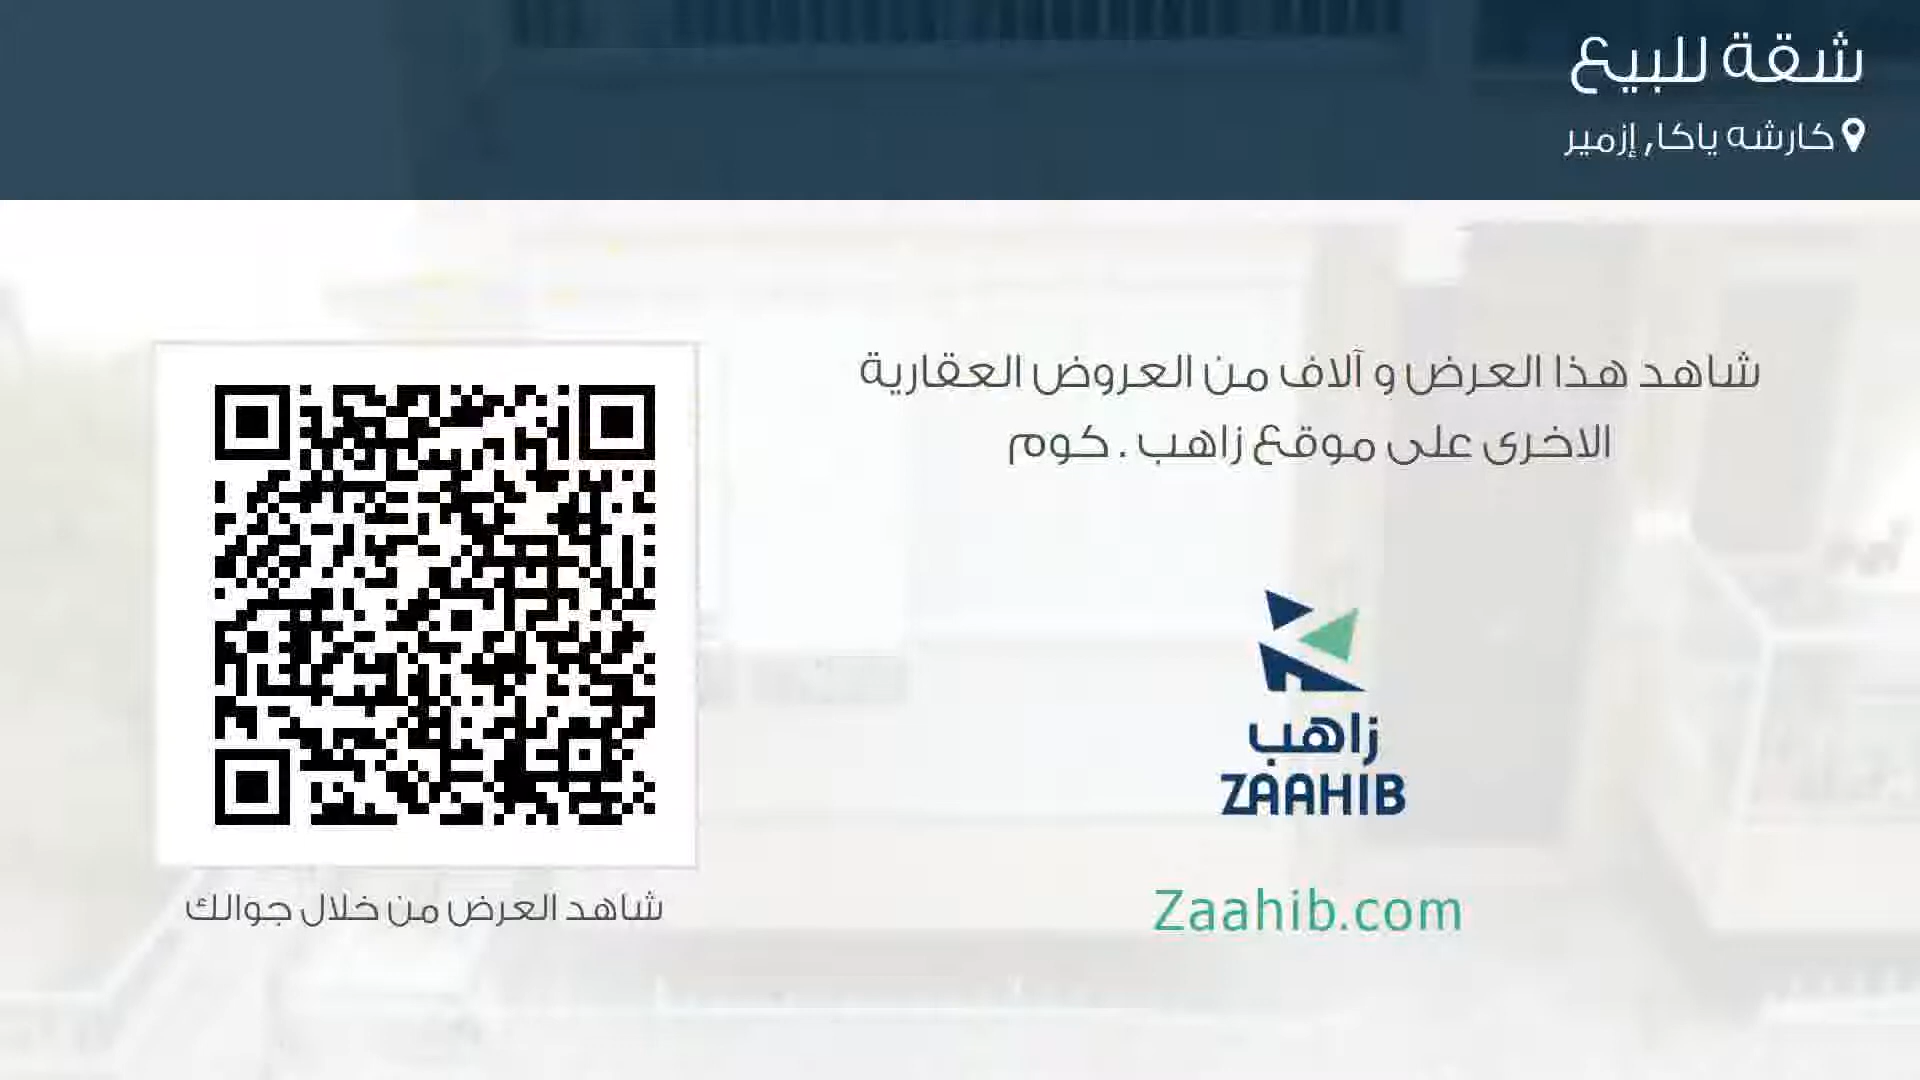 شقة للبيع
كارشه ياكا, إزمير
شاهد هذا العرض و آلاف من العروض العقارية
الاخرى على موقع زاهب . كوم
زاهب
ZAAHIB
Zaahib.com
شاهد العرض من خلال جوالك